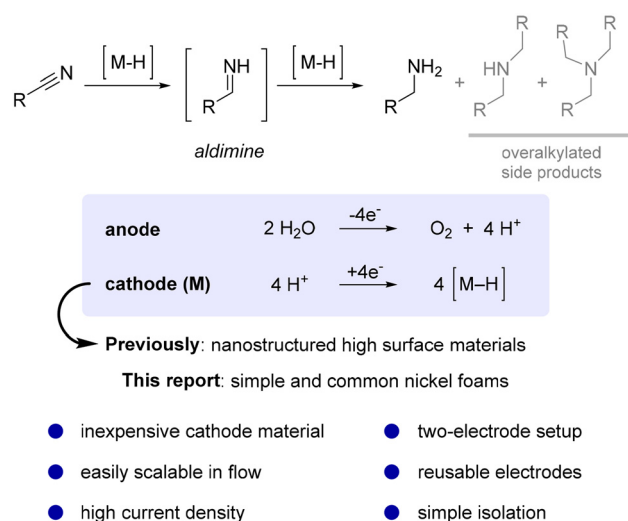 [M-H] [M-H]
R N NH R NH₂ R + HN R + R R N R
aldimine
overalkylated
side products
anode 2 H₂O -4e⁻ O₂ + 4 H⁺
cathode (M) 4 H⁺ +4e⁻ 4 [M–H]
Previously: nanostructured high surface materials
This report: simple and common nickel foams
inexpensive cathode material
two-electrode setup
easily scalable in flow
reusable electrodes
high current density
simple isolation